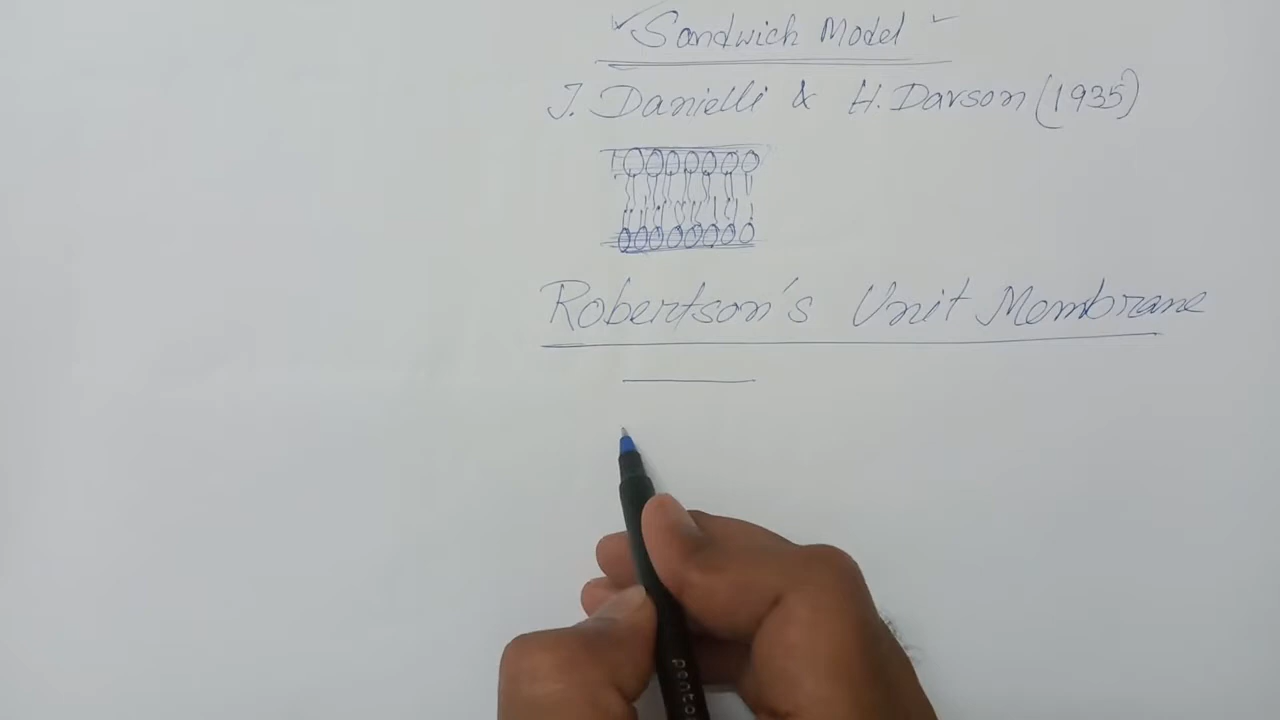 Sandwich Model
J. Danielli & H. Davson (1935)
Robertson's Unit Membrane